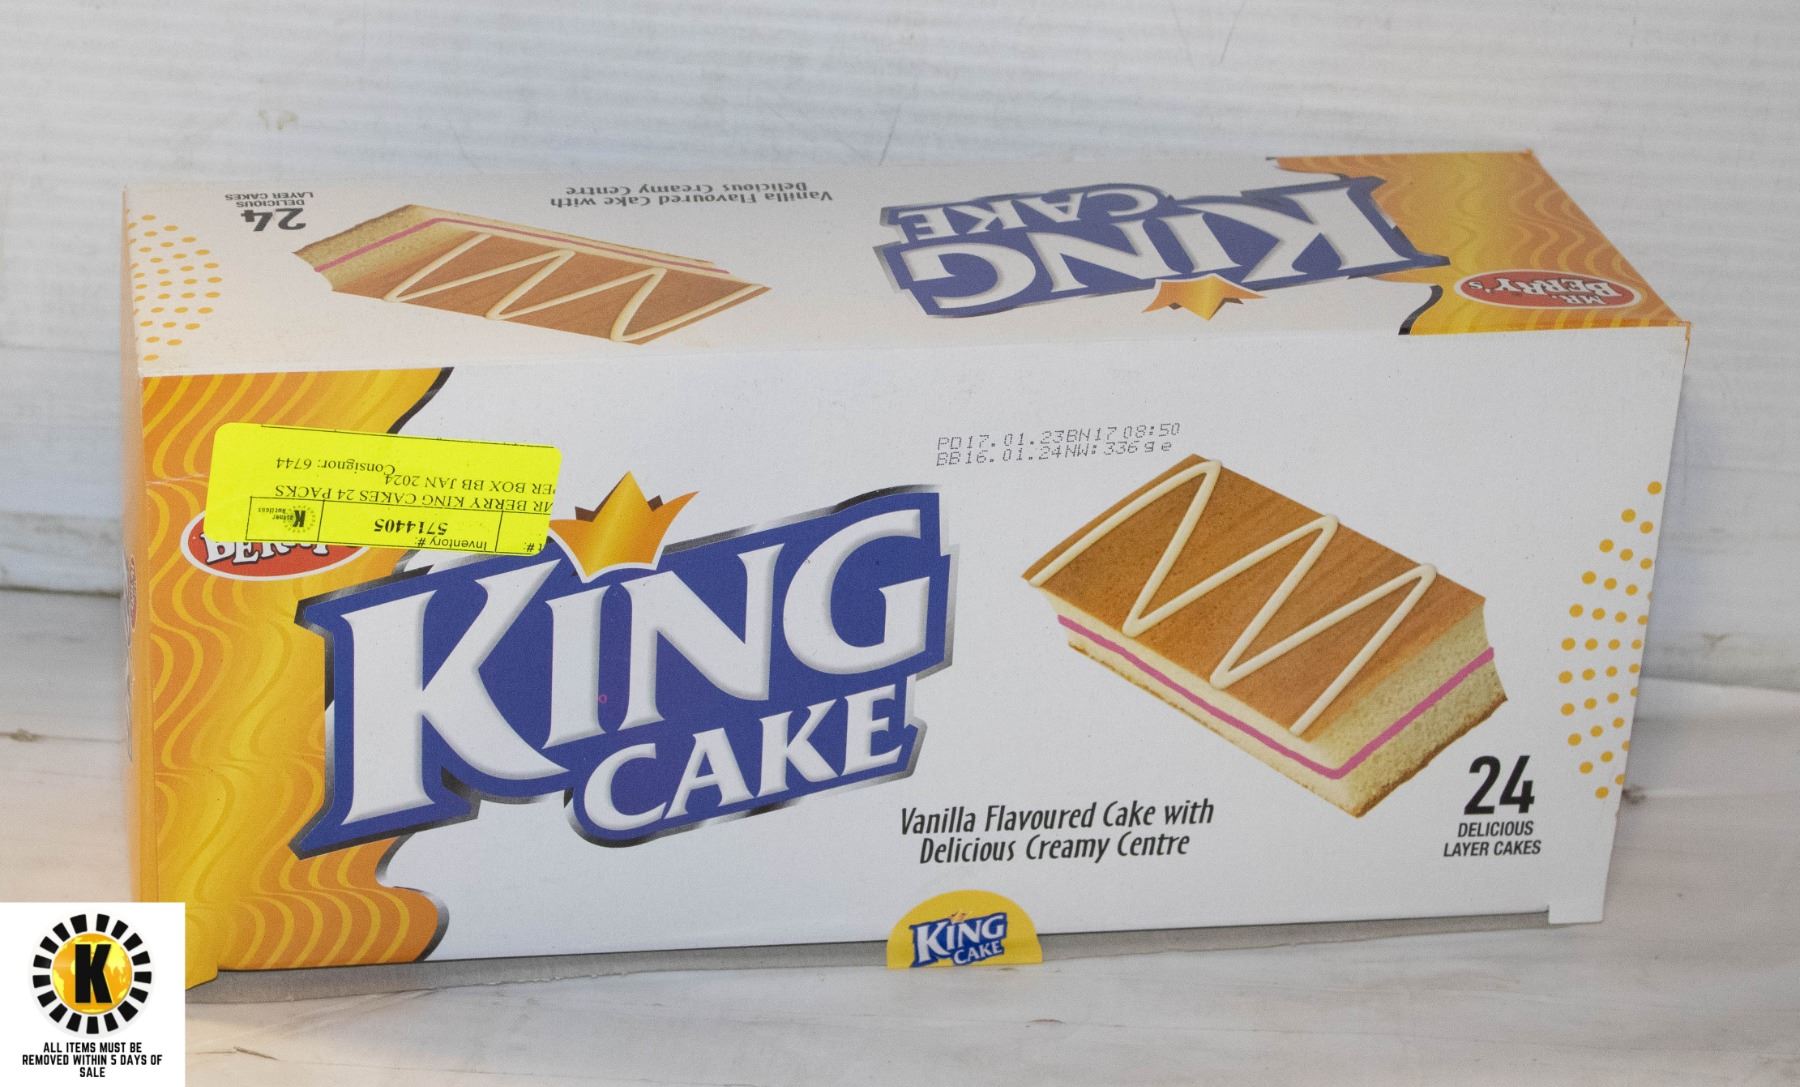 24
DELICIOUS
LAYER CAKES
Vanilla Flavoured Cake with
Delicious Creamy Centre
KING
CAKE
MR.
BERRY'S
PD17.01.23BN17 08:50
BB16.01.24NW:336g e
Inventory #:
5714405
Kastner
Auctions
MR BERRY KING CAKES 24 PACKS
PER BOX BB JAN 2024
Consignor: 6744
KING
CAKE
Vanilla Flavoured Cake with
Delicious Creamy Centre
24
DELICIOUS
LAYER CAKES
KING
CAKE
K
ALL ITEMS MUST BE
REMOVED WITHIN 5 DAYS OF
SALE